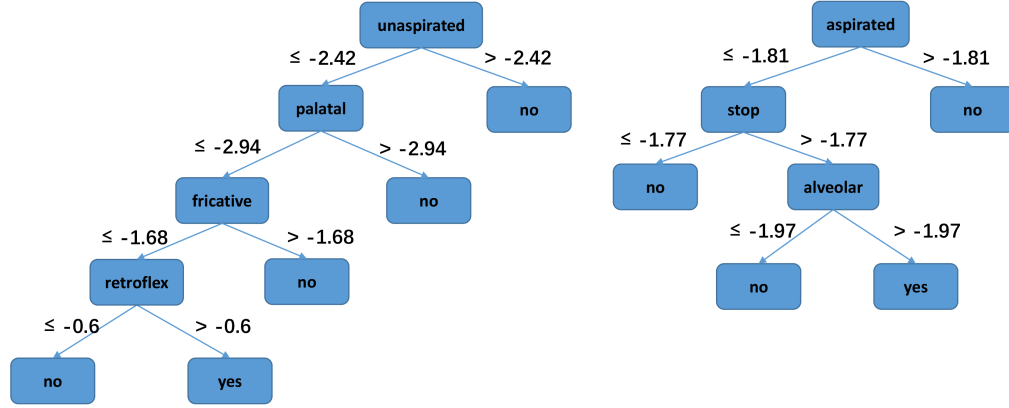 unaspirated
≤ -2.42
> -2.42
palatal
no
≤ -2.94
> -2.94
fricative
no
≤ -1.68
> -1.68
retroflex
no
≤ -0.6
> -0.6
no
yes
aspirated
≤ -1.81
> -1.81
stop
no
≤ -1.77
> -1.77
no
alveolar
≤ -1.97
> -1.97
no
yes